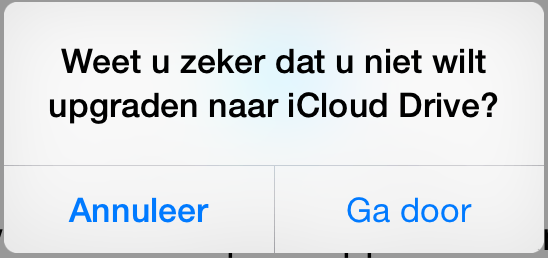 Weet u zeker dat u niet wilt
upgraden naar iCloud Drive?
Annuleer
Ga door